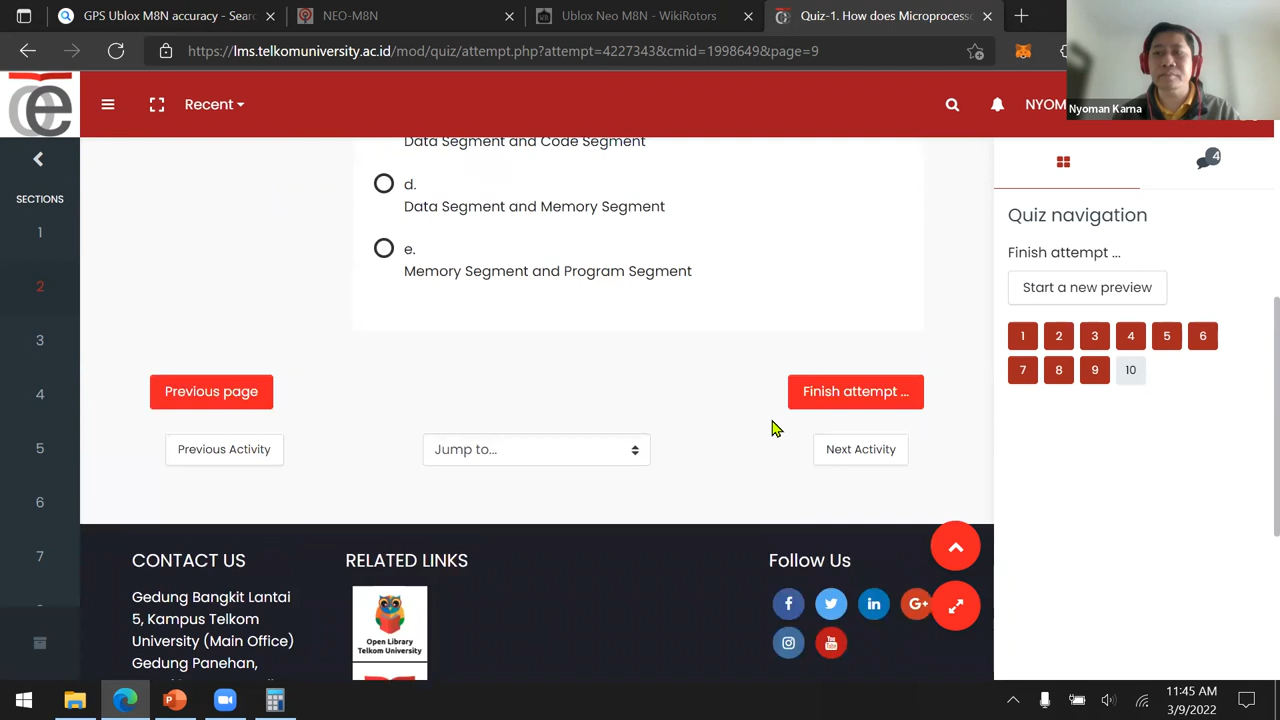 GPS Ublox M8N accuracy - Sear
NEO-M8N
Ublox Neo M8N - WikiRotors
Quiz-1. How does Microprocess
https://lms.telkomuniversity.ac.id/mod/quiz/attempt.php?attempt=4227343&cmid=1998649&page=9
Nyoman Karna
Recent
NYOM
SECTIONS
1
2
3
4
5
6
7
Data Segment and Code Segment
d.
Data Segment and Memory Segment
e.
Memory Segment and Program Segment
Previous page
Finish attempt ...
Previous Activity
Jump to...
Next Activity
4
Quiz navigation
Finish attempt ...
Start a new preview
1 2 3 4 5 6
7 8 9 10
CONTACT US
Gedung Bangkit Lantai
5, Kampus Telkom
University (Main Office)
Gedung Panehan,
RELATED LINKS
Open Library
Telkom University
Follow Us
11:45 AM
3/9/2022